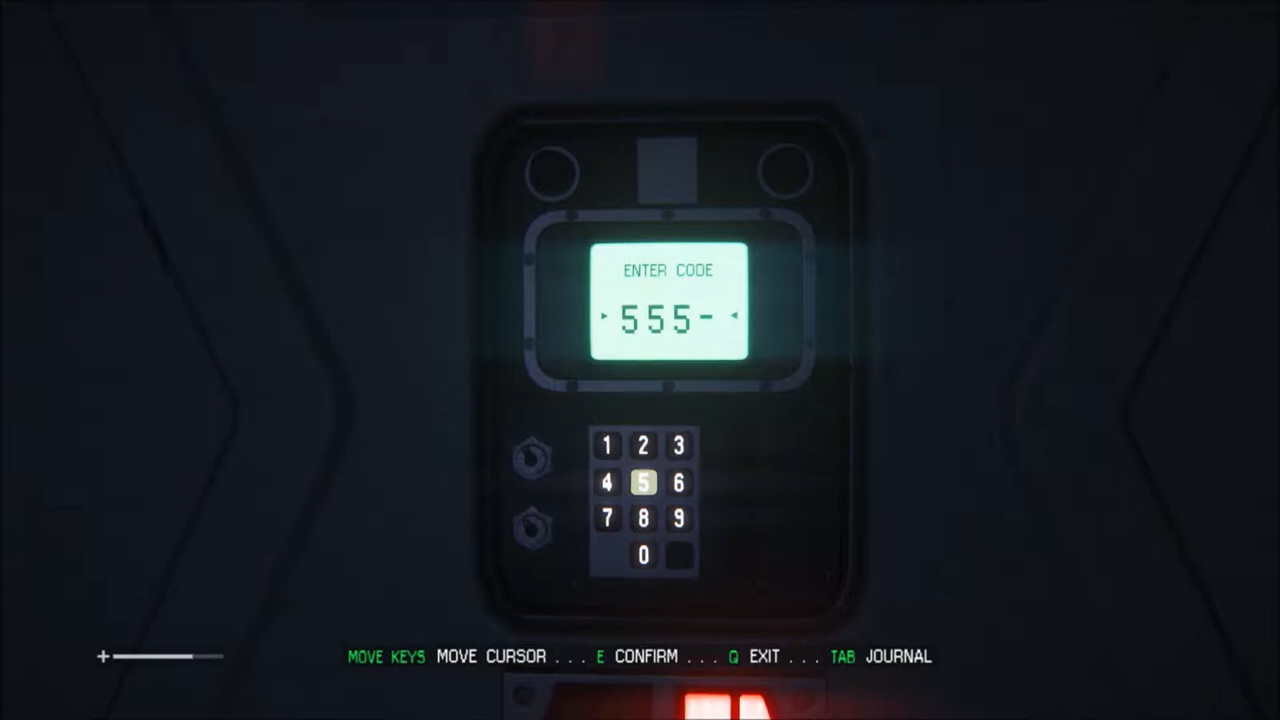 ENTER CODE
▸ 555- ◂
1 2 3
4 5 6
7 8 9
0
MOVE KEYS MOVE CURSOR . . . E CONFIRM . . . Q EXIT . . . TAB JOURNAL